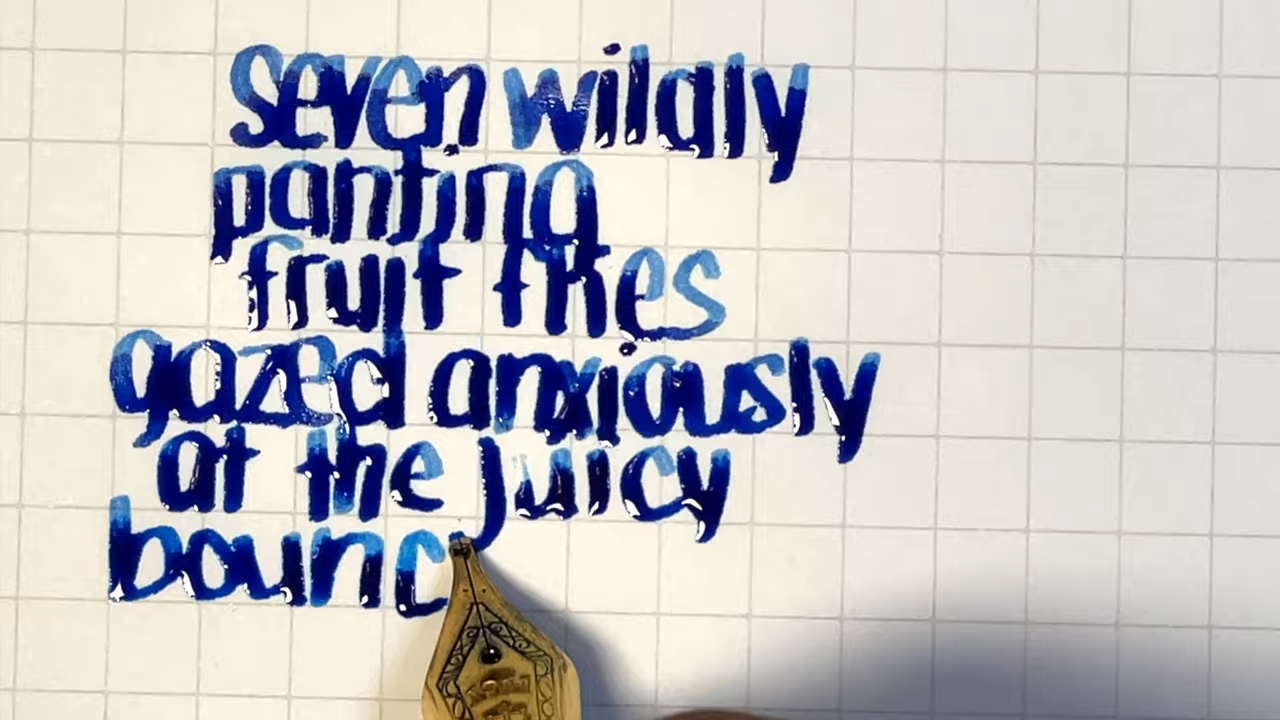 seven wildly
panting
fruit flies
gazed anxiously
at the juicy
bounc